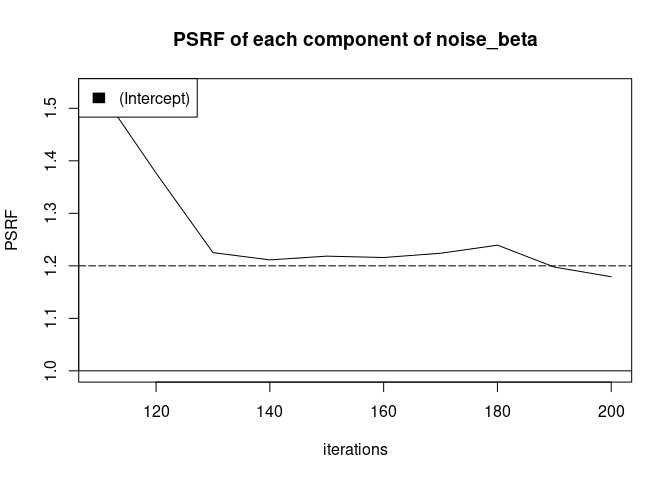 PSRF of each component of noise_beta
(Intercept)
PSRF
1.5
1.4
1.3
1.2
1.1
1.0
120 140 160 180 200
iterations